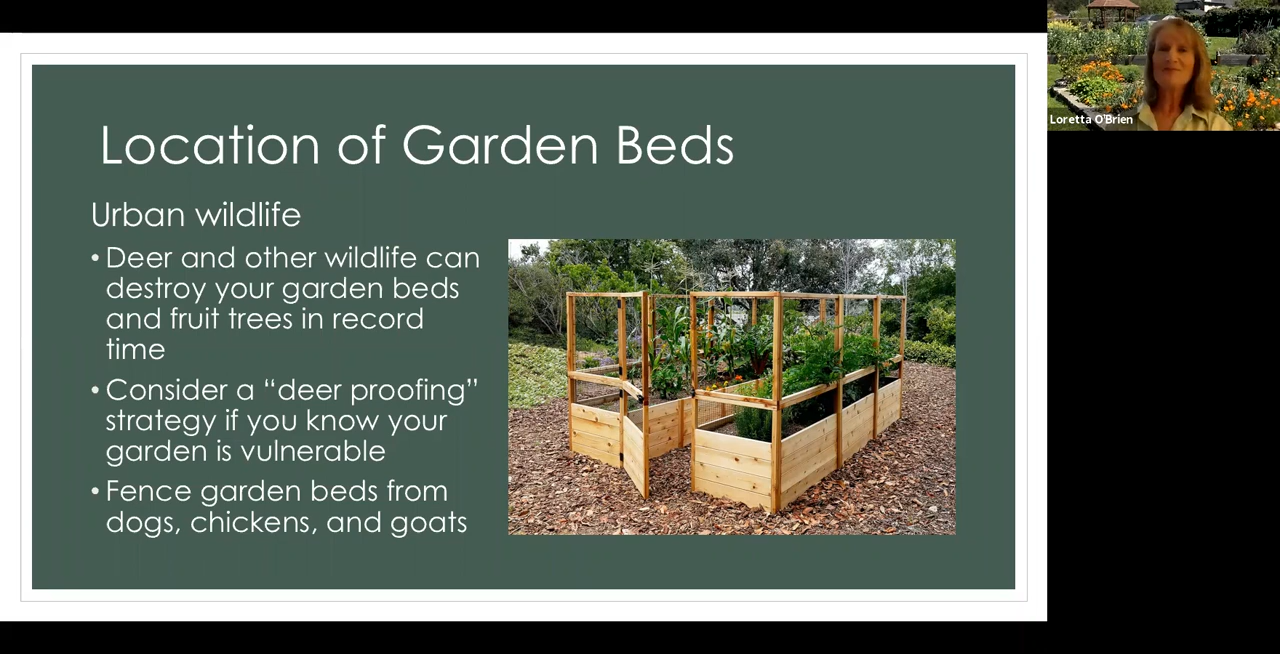 Location of Garden Beds
Urban wildlife
• Deer and other wildlife can
destroy your garden beds
and fruit trees in record
time
• Consider a “deer proofing”
strategy if you know your
garden is vulnerable
• Fence garden beds from
dogs, chickens, and goats
Loretta O'Brien